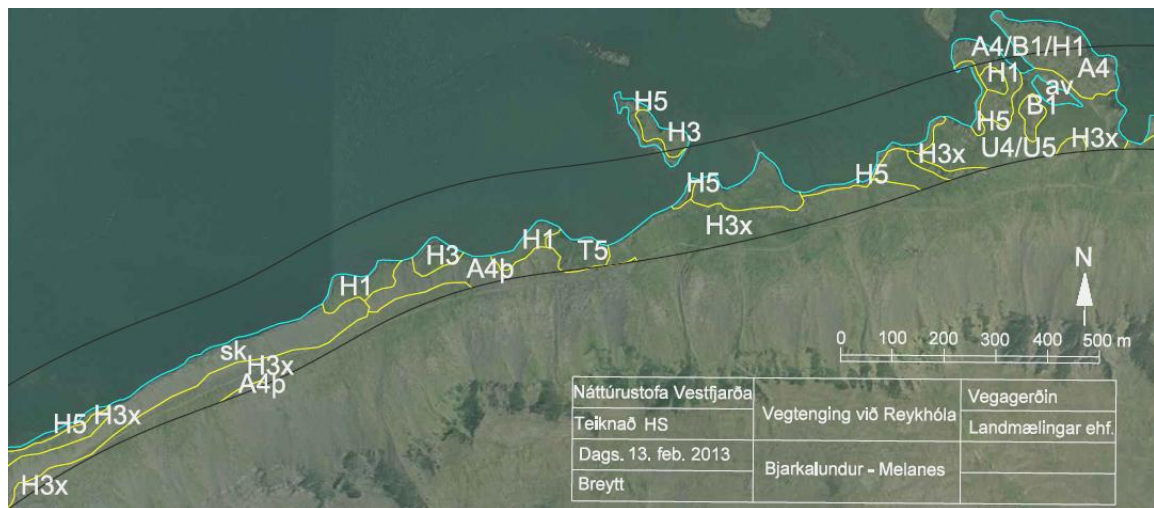 A4/B1/H1
A4
H1
av
H5
B1
H3
H5
H3x
U4/U5
H3x
H5
H5
H3x
H3
H1
T5
A4þ
H1
N
0 100 200 300 400 500 m
sk
H3x
A4þ
H5
H3x
H3x
Náttúrustofa Vestfjarða
Teiknað HS
Dags. 13. feb. 2013
Breytt
Vegtenging við Reykhóla
Bjarkalundur - Melanes
Vegagerðin
Landmælingar ehf.